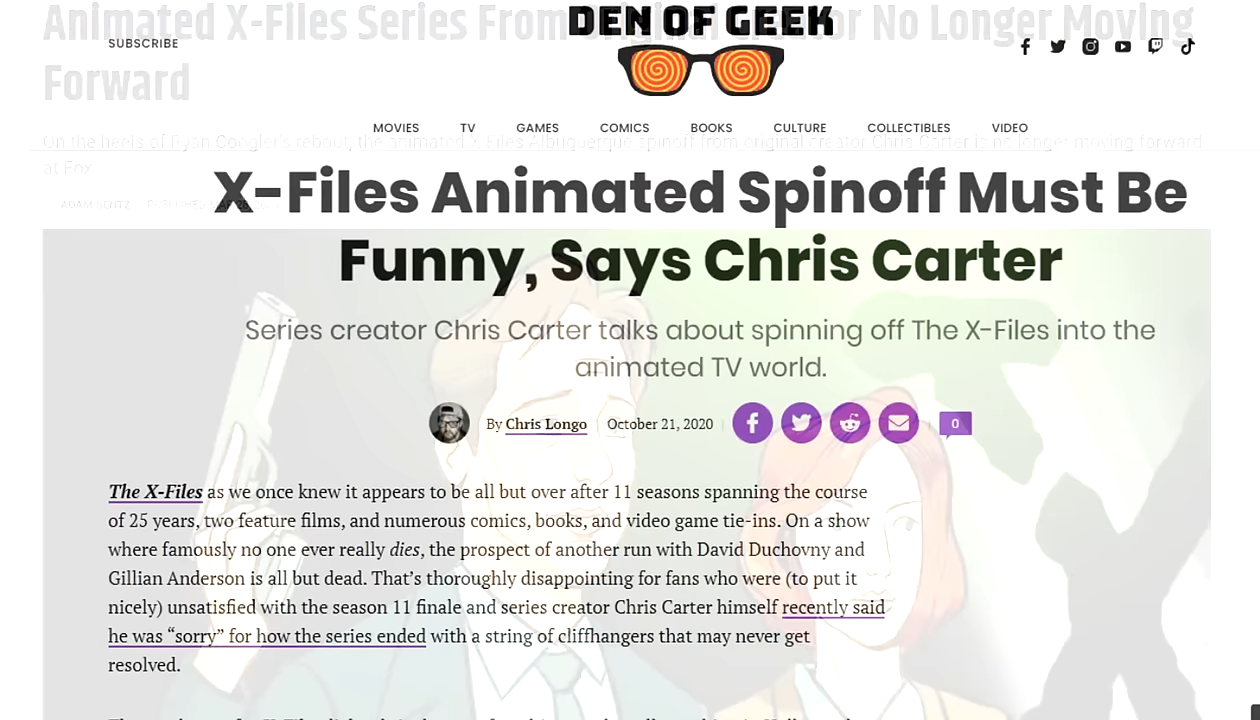 Animated X-Files Series From Original Creator No Longer Moving
Forward
SUBSCRIBE
DEN OF GEEK
MOVIES TV GAMES COMICS BOOKS CULTURE COLLECTIBLES VIDEO
On the heels of Ryan Coogler's reboot, the animated X-Files Albuquerque spinoff from original creator Chris Carter is no longer moving forward
at Fox.
ADAM BENTZ PUBLISHED MAR 28,
X-Files Animated Spinoff Must Be
Funny, Says Chris Carter
Series creator Chris Carter talks about spinning off The X-Files into the
animated TV world.
By Chris Longo October 21, 2020 0
The X-Files as we once knew it appears to be all but over after 11 seasons spanning the course
of 25 years, two feature films, and numerous comics, books, and video game tie-ins. On a show
where famously no one ever really dies, the prospect of another run with David Duchovny and
Gillian Anderson is all but dead. That’s thoroughly disappointing for fans who were (to put it
nicely) unsatisfied with the season 11 finale and series creator Chris Carter himself recently said
he was “sorry” for how the series ended with a string of cliffhangers that may never get
resolved.